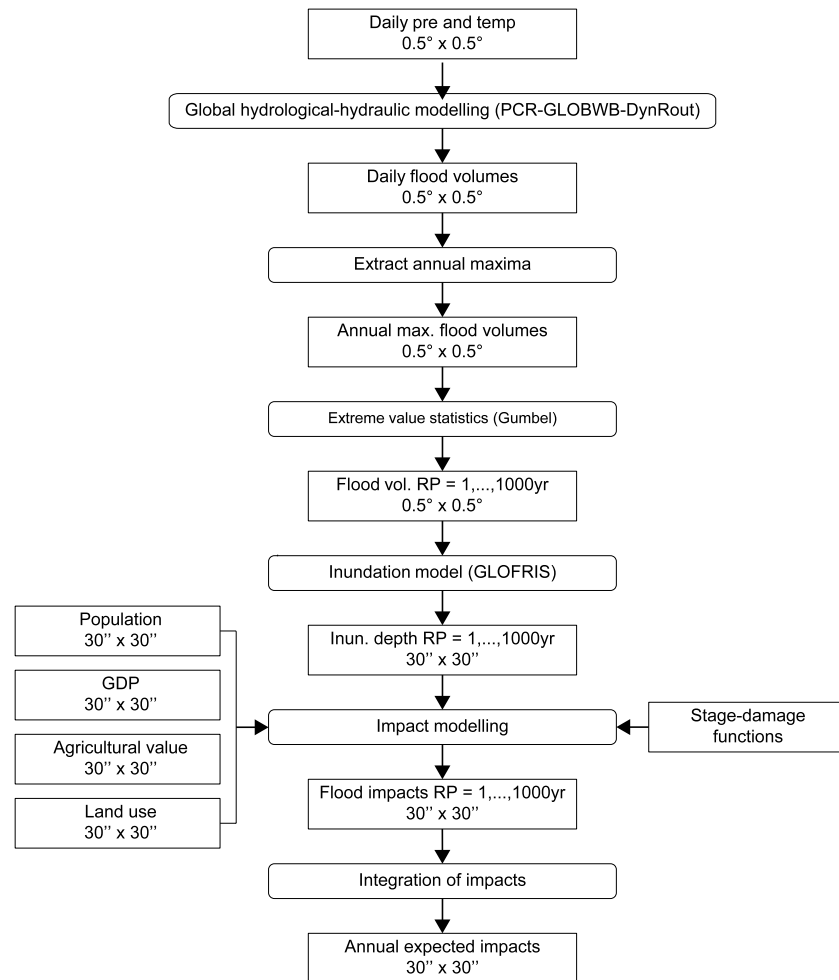 Daily pre and temp
0.5° x 0.5°
Global hydrological-hydraulic modelling (PCR-GLOBWB-DynRout)
Daily flood volumes
0.5° x 0.5°
Extract annual maxima
Annual max. flood volumes
0.5° x 0.5°
Extreme value statistics (Gumbel)
Flood vol. RP = 1,...,1000yr
0.5° x 0.5°
Inundation model (GLOFRIS)
Population
30’’ x 30’’
GDP
30’’ x 30’’
Agricultural value
30’’ x 30’’
Land use
30’’ x 30’’
Inun. depth RP = 1,...,1000yr
30’’ x 30’’
Impact modelling
Stage-damage
functions
Flood impacts RP = 1,...,1000yr
30’’ x 30’’
Integration of impacts
Annual expected impacts
30’’ x 30’’